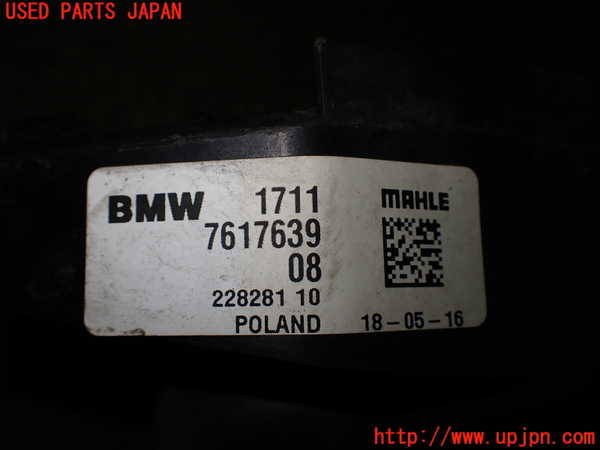 USED PARTS JAPAN
BMW 1711 MAHLE
7617639
08
228281 10
POLAND 18-05-16
http://www.upjpn.com/